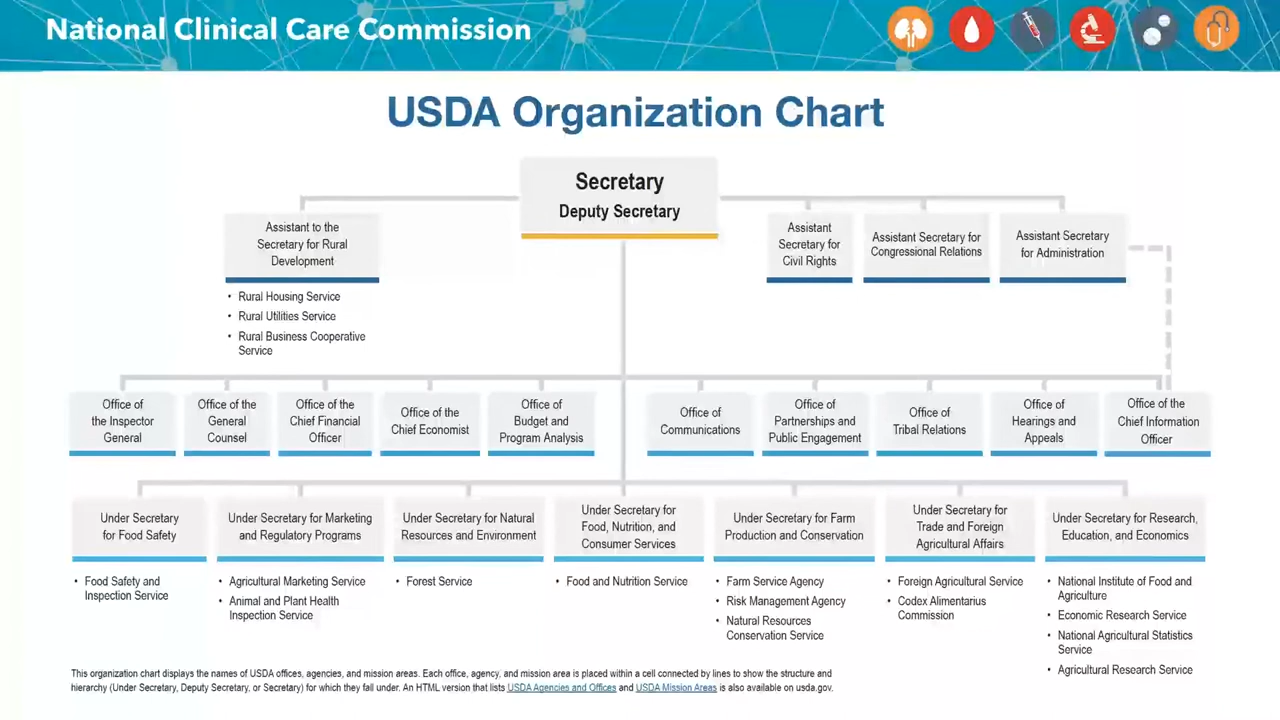 National Clinical Care Commission
USDA Organization Chart
Secretary
Deputy Secretary
Assistant to the
Secretary for Rural
Development
• Rural Housing Service
• Rural Utilities Service
• Rural Business Cooperative
Service
Assistant
Secretary for
Civil Rights
Assistant Secretary for
Congressional Relations
Assistant Secretary
for Administration
Office of
the Inspector
General
Office of the
General
Counsel
Office of the
Chief Financial
Officer
Office of the
Chief Economist
Office of
Budget and
Program Analysis
Office of
Communications
Office of
Partnerships and
Public Engagement
Office of
Tribal Relations
Office of
Hearings and
Appeals
Office of the
Chief Information
Officer
Under Secretary
for Food Safety
• Food Safety and
Inspection Service
Under Secretary for Marketing
and Regulatory Programs
• Agricultural Marketing Service
• Animal and Plant Health
Inspection Service
Under Secretary for Natural
Resources and Environment
• Forest Service
Under Secretary for
Food, Nutrition, and
Consumer Services
• Food and Nutrition Service
Under Secretary for Farm
Production and Conservation
• Farm Service Agency
• Risk Management Agency
• Natural Resources
Conservation Service
Under Secretary for
Trade and Foreign
Agricultural Affairs
• Foreign Agricultural Service
• Codex Alimentarius
Commission
Under Secretary for Research,
Education, and Economics
• National Institute of Food and
Agriculture
• Economic Research Service
• National Agricultural Statistics
Service
• Agricultural Research Service
This organization chart displays the names of USDA offices, agencies, and mission areas. Each office, agency, and mission area is placed within a cell connected by lines to show the structure and
hierarchy (Under Secretary, Deputy Secretary, or Secretary) for which they fall under. An HTML version that lists USDA Agencies and Offices and USDA Mission Areas is also available on usda.gov.